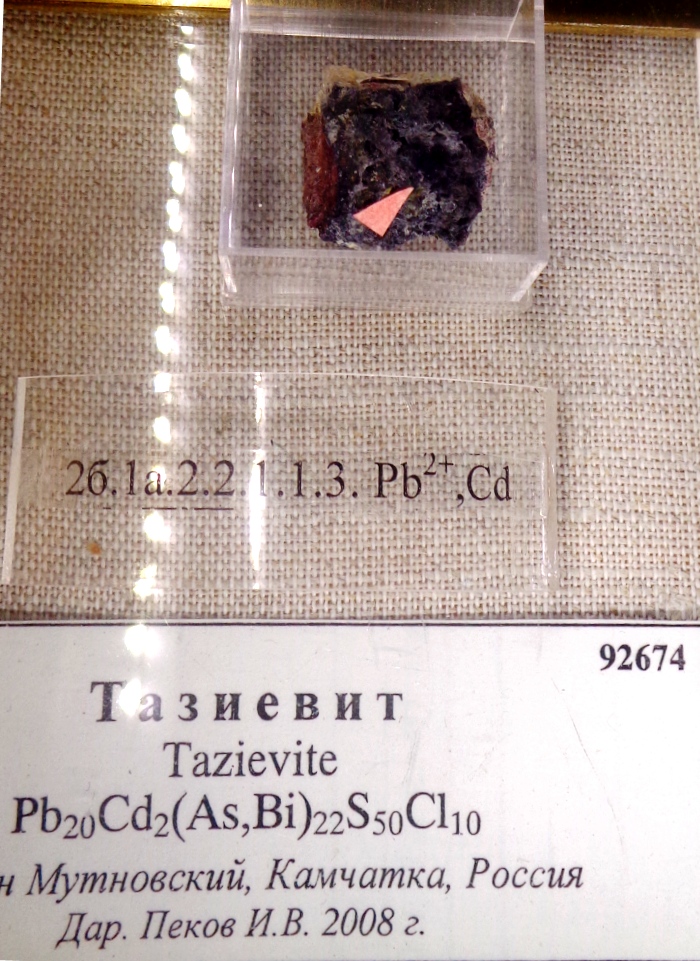 2б.1а.2.2.1.1.3. Pb²⁺,Cd
92674
Тазиевит
Tazievite
Pb₂₀Cd₂(As,Bi)₂₂S₅₀Cl₁₀
н Мутновский, Камчатка, Россия
Дар. Пеков И.В. 2008 г.